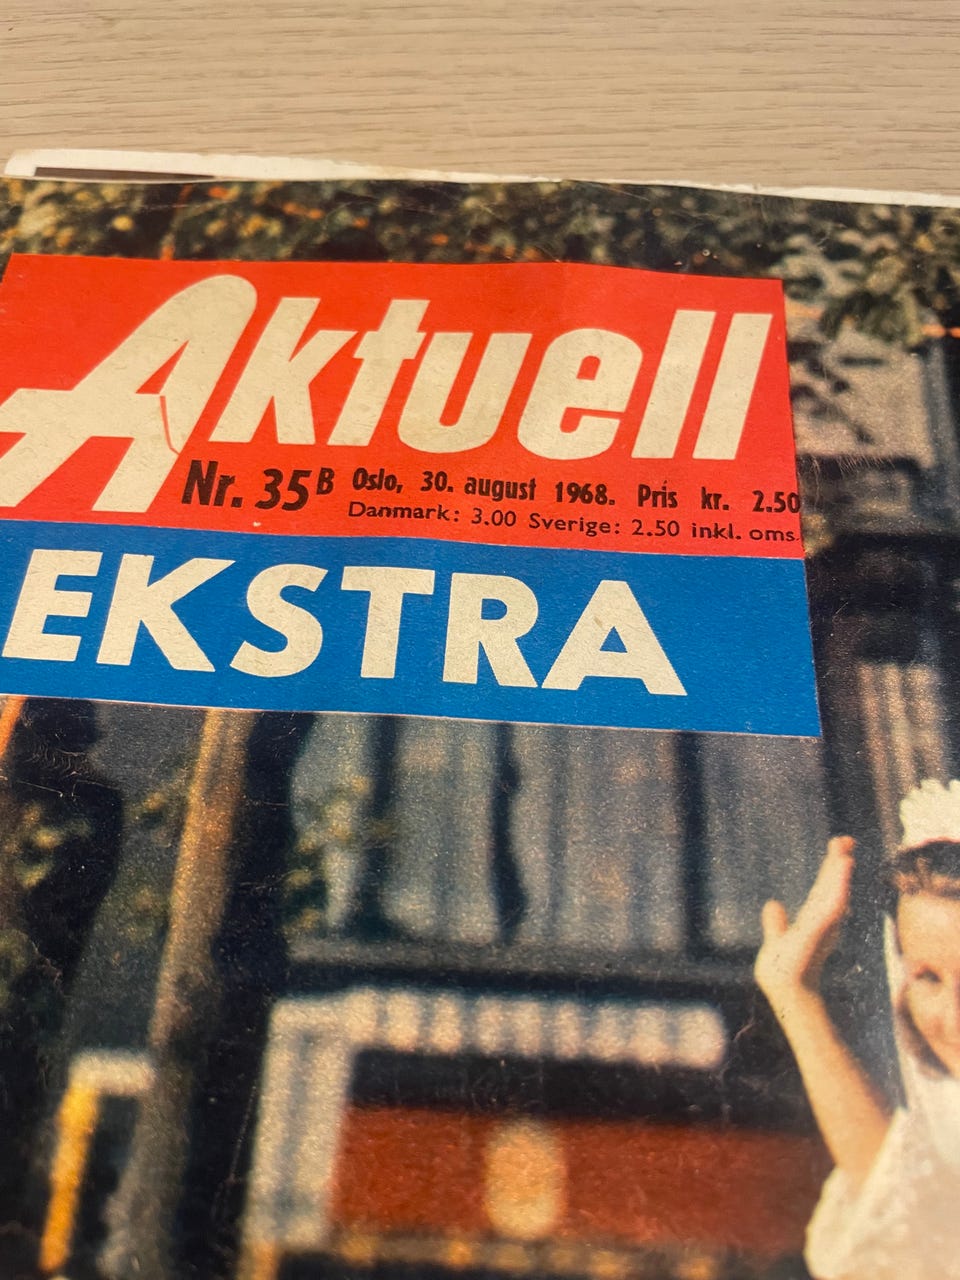 Aktuell
Nr. 35B Oslo, 30. august 1968. Pris kr. 2.50
Danmark: 3.00 Sverige: 2.50 inkl. oms.
EKSTRA